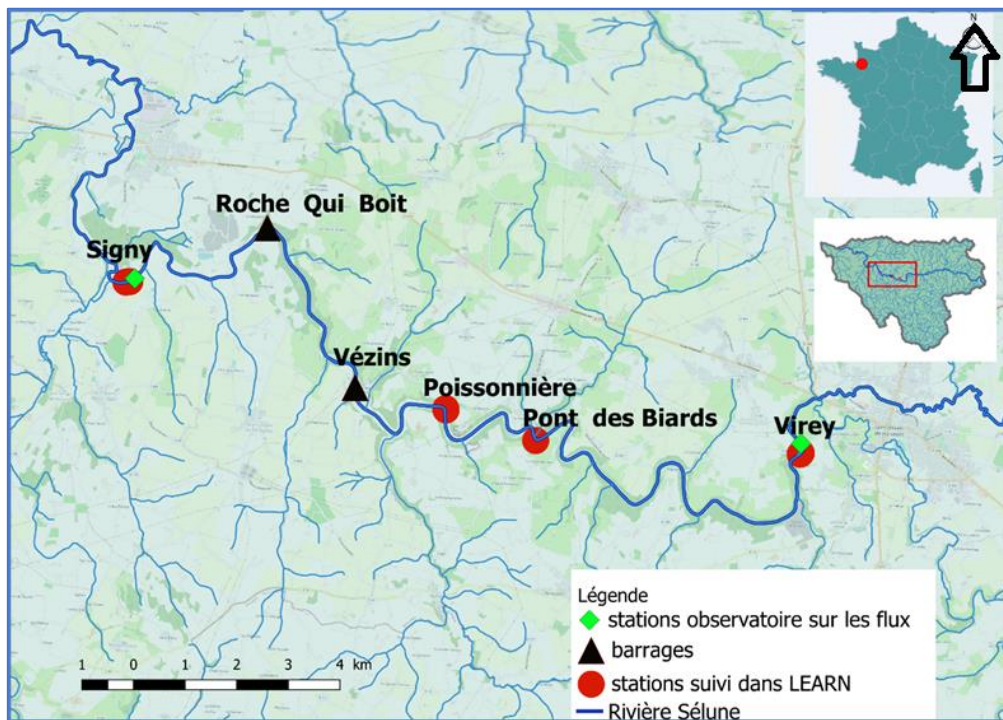 N
Roche Qui Boit
Signy
Vézins
Poissonnière
Pont des Biards
Virey
Légende
stations observatoire sur les flux
barrages
stations suivi dans LEARN
Rivière Sélune
1 0 1 2 3 4 km